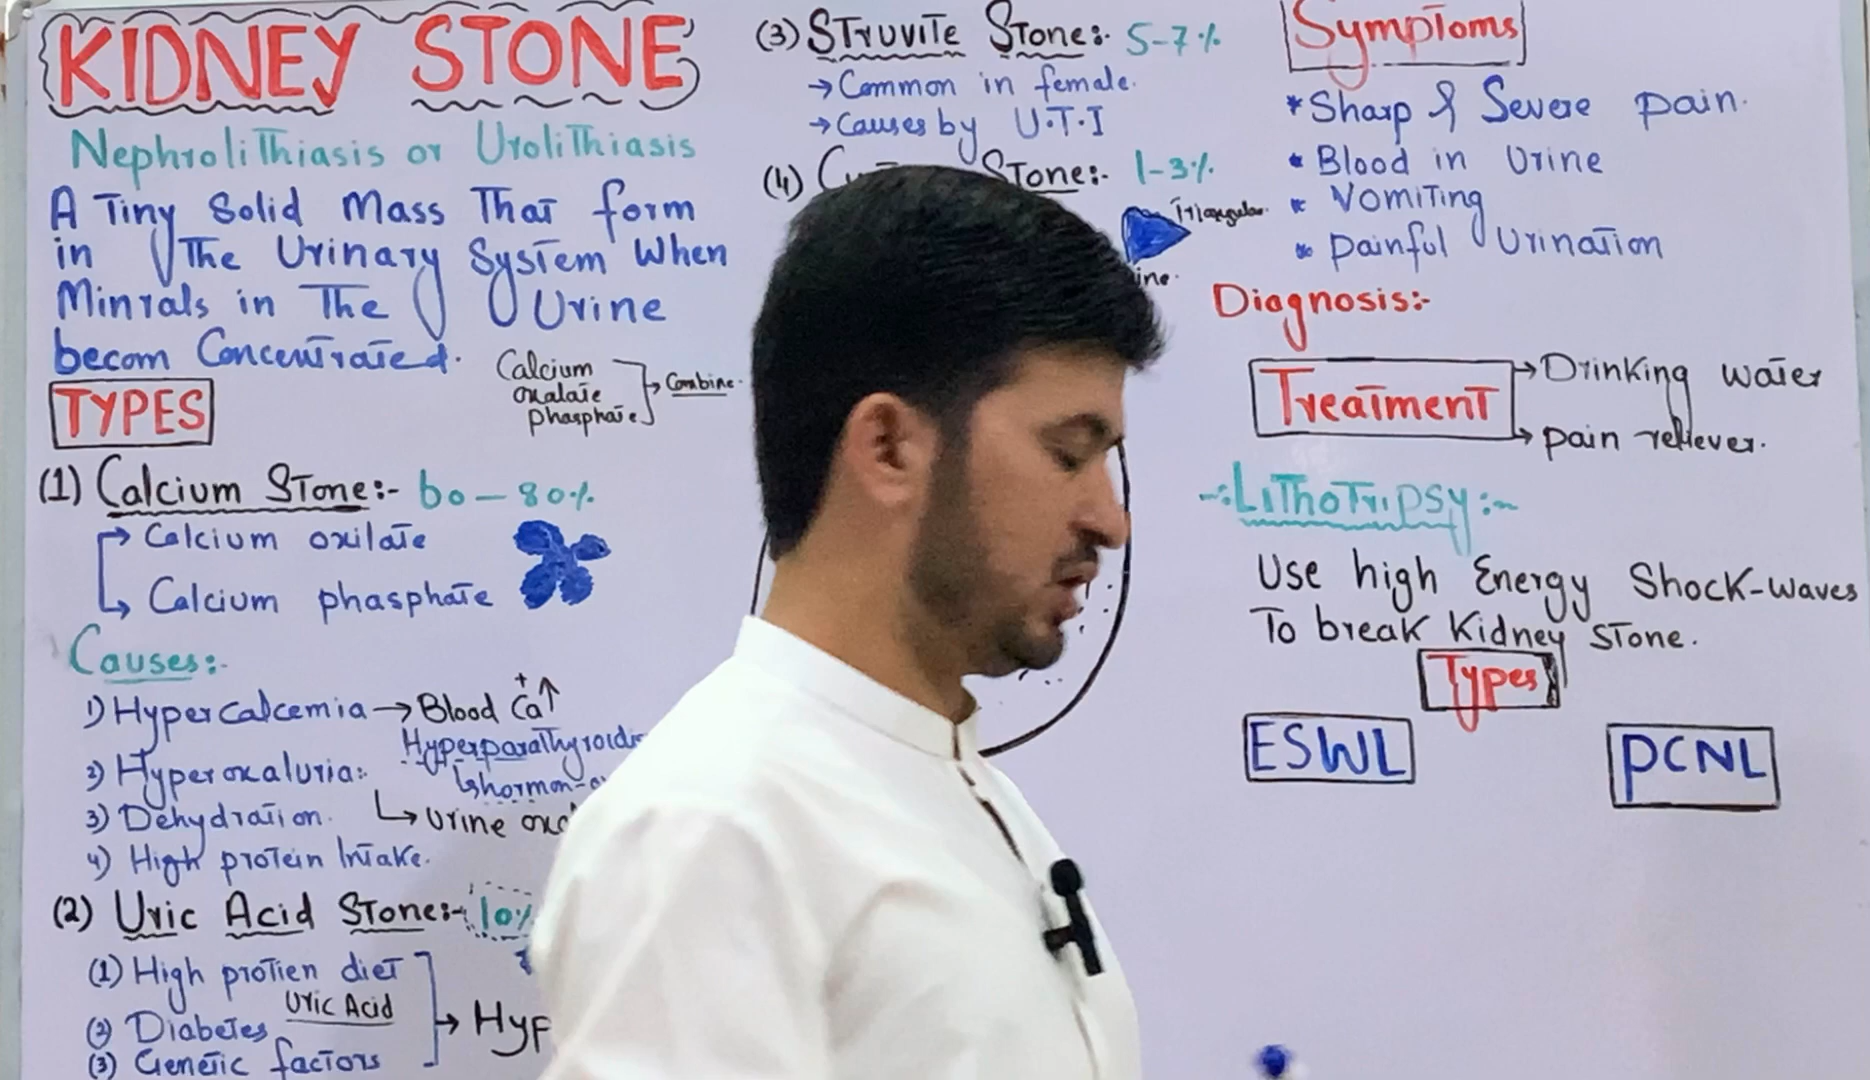 KIDNEY STONE
Nephrolithiasis or Urolithiasis
A Tiny Solid Mass That form
in The Urinary System When
Minrals in The Urine
becom Concentrated.
Calcium
oxalate
phasphate
Combine
TYPES
(1) Calcium Stone:- 60-80%
→ Calcium oxilate
→ Calcium phasphate
Causes:-
1) Hypercalcemia → Blood Ca+ ↑
2) Hyperoxaluria:
↳ hormon
3) Dehydration.
↳ Urine
4) High protein Intake.
(2) Uric Acid Stone:- 10%
(1) High protien diet
Uric Acid
(2) Diabetes
(3) Genetic factors
→
(3) Struvite Stone:- 5-7%
→ Common in female.
→ Causes by U.T.I
(4) Stone:- 1-3%
Triangular
Symptoms
* Sharp & Severe pain.
* Blood in Urine
* Vomiting
* painful Urination
Diagnosis:-
Treatment
→ Drinking water
→ pain reliever.
-:Lithotripsy:-
Use high Energy Shock-waves
To break Kidney Stone.
Types
ESWL PCNL